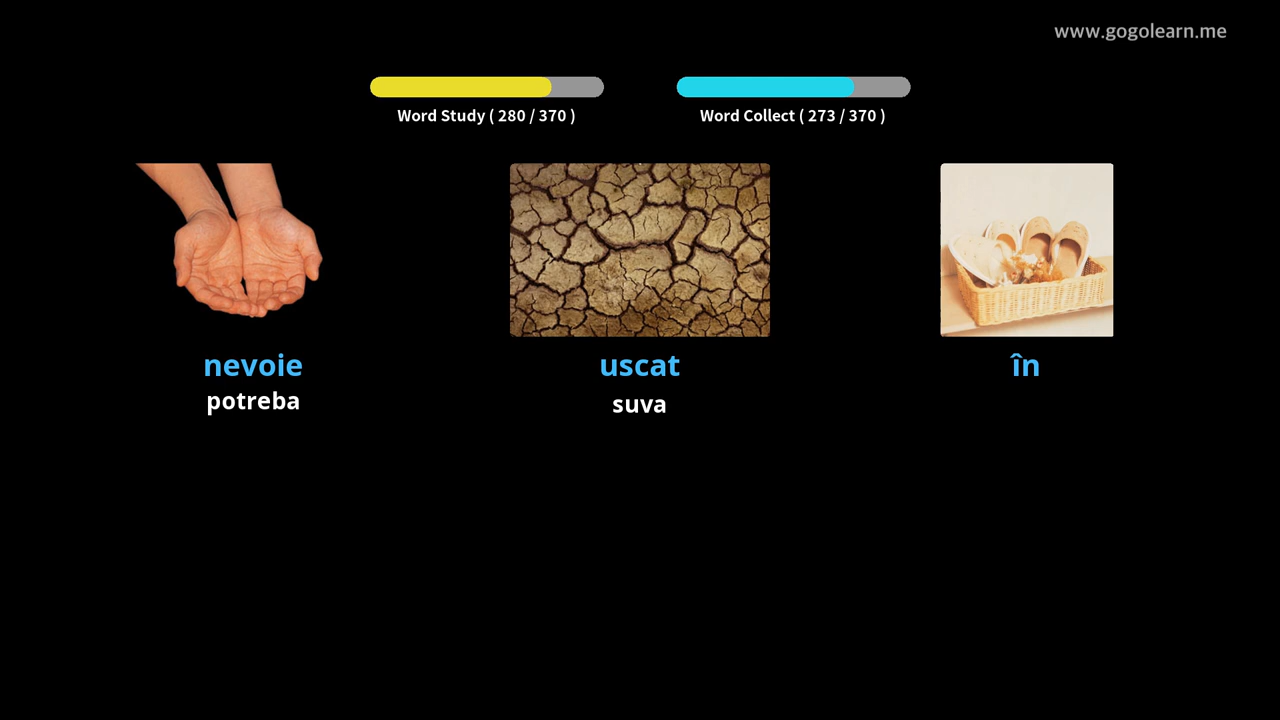 www.gogolearn.me
Word Study ( 280 / 370 )
Word Collect ( 273 / 370 )
nevoie
potreba
uscat
suva
în